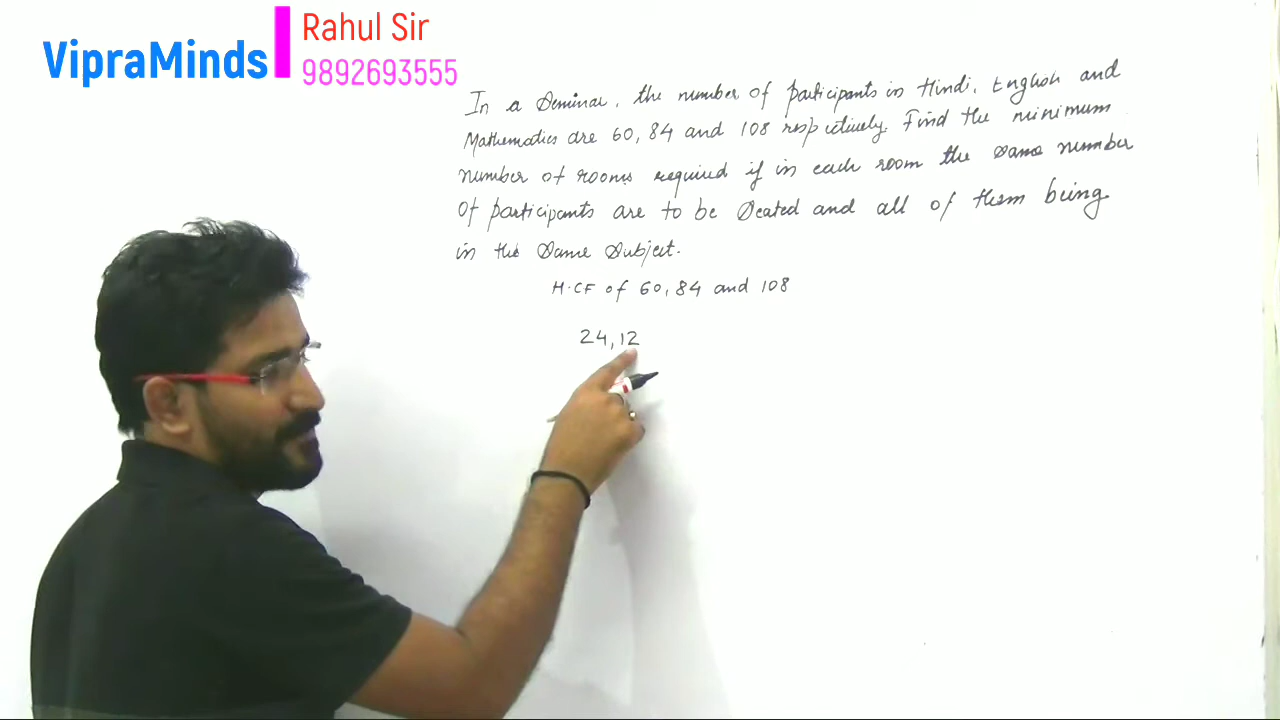 VipraMinds
Rahul Sir
9892693555
In a Seminar, the number of participants in Hindi, English and
Mathematics are 60, 84 and 108 respectively. Find the minimum
number of rooms required if in each room the same number
of participants are to be seated and all of them being
in the same subject.
H.CF of 60, 84 and 108
24, 12